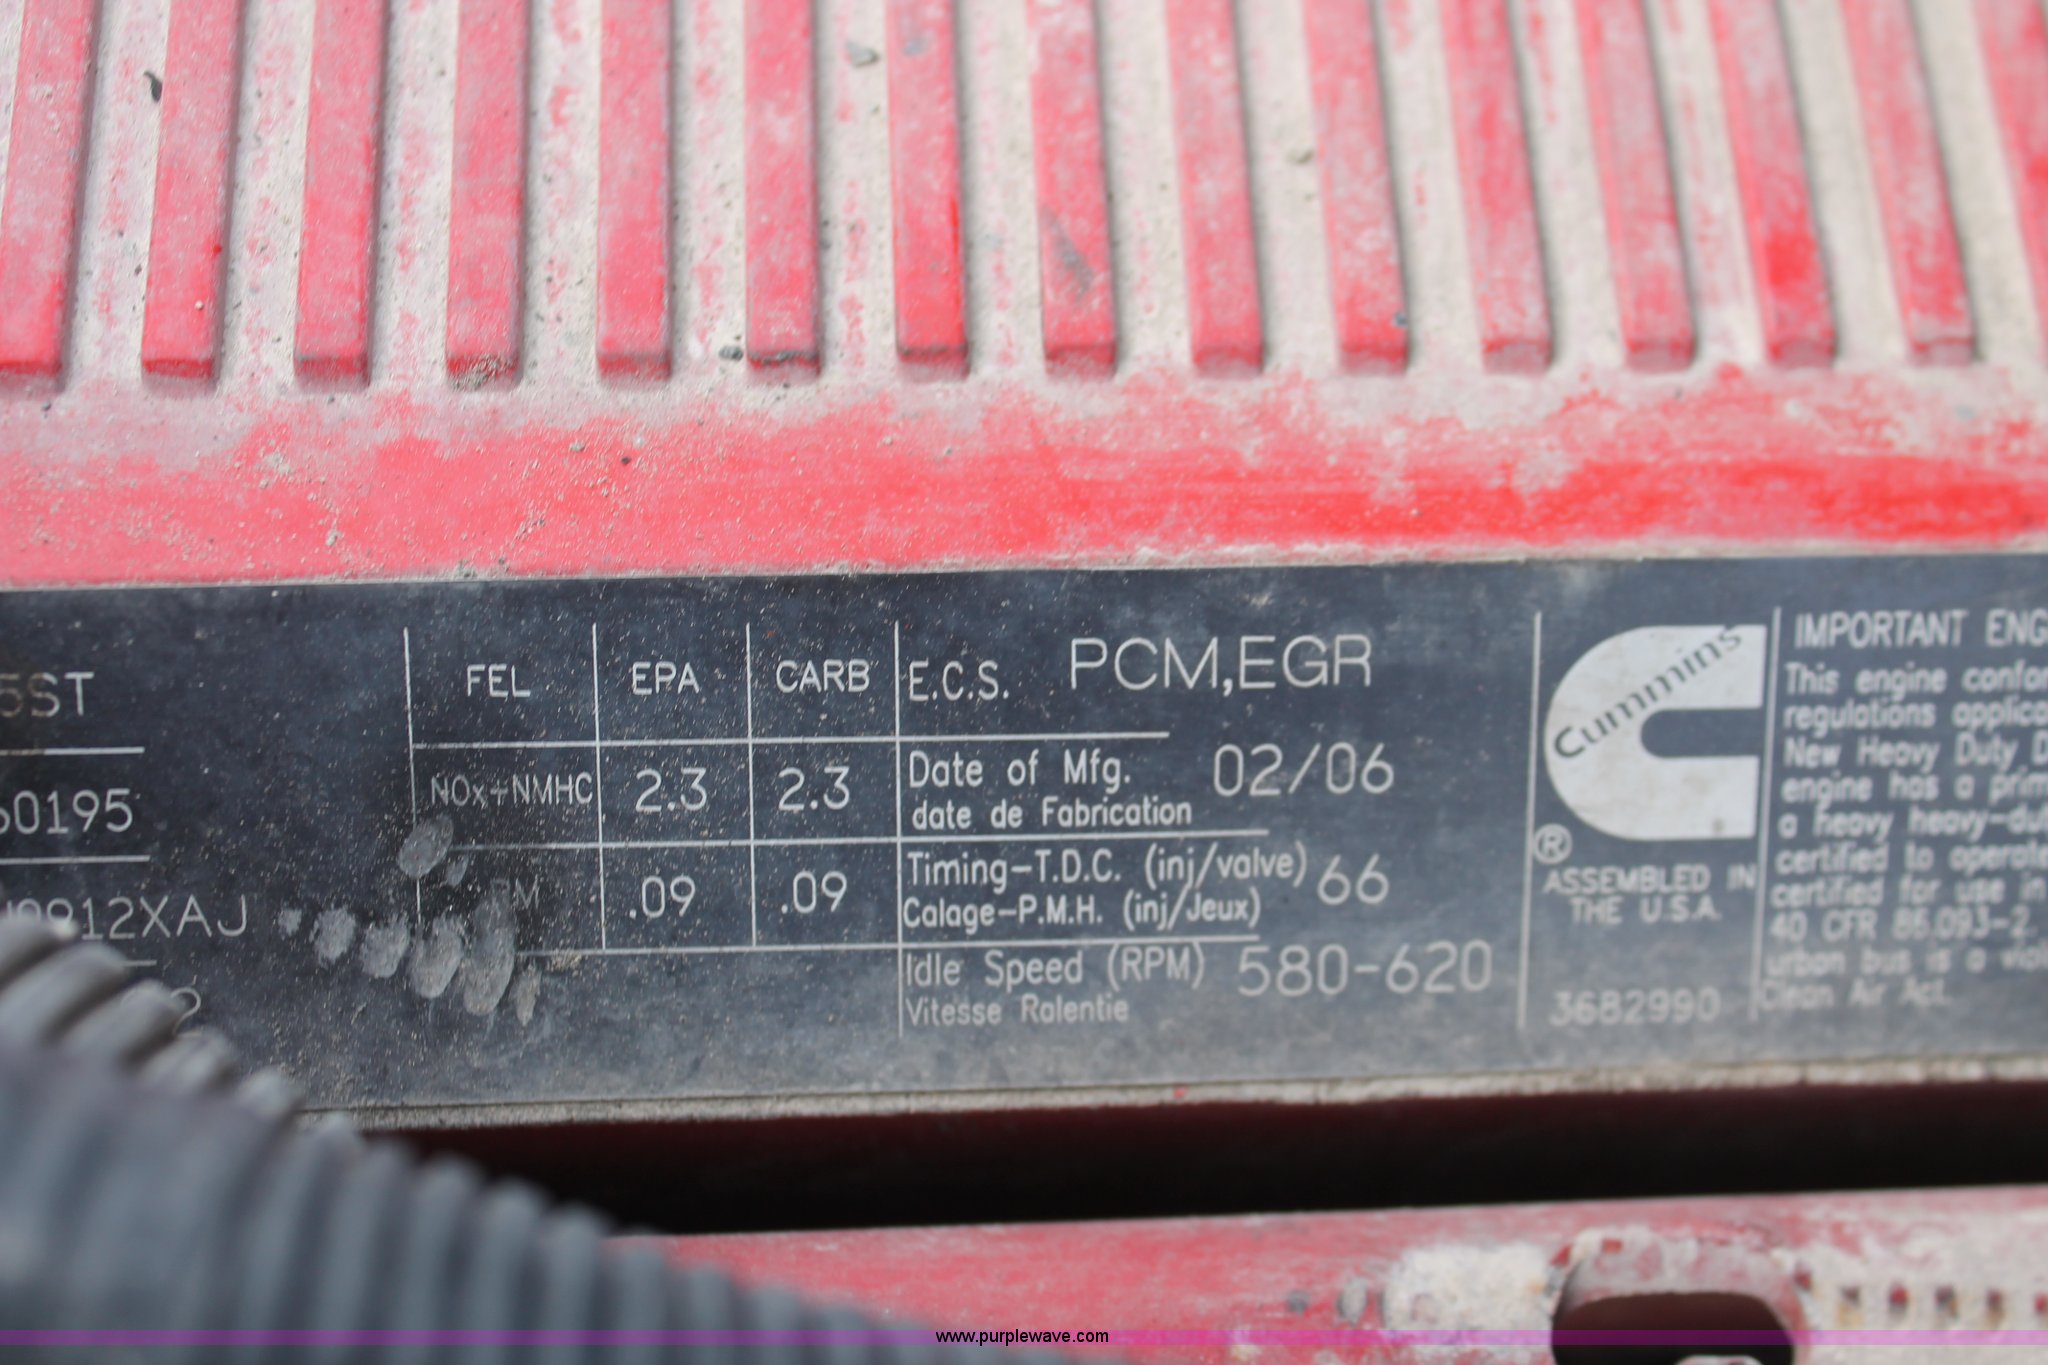 5ST
60195
912XAJ
2
FEL EPA CARB
NOx+NMHC 2.3 2.3
PM .09 .09
E.C.S. PCM,EGR
Date of Mfg. 02/06
date de Fabrication
Timing-T.D.C. (inj/valve) 66
Calage-P.M.H. (inj/Jeux)
Idle Speed (RPM) 580-620
Vitesse Ralentie
Cummins
®
ASSEMBLED IN
THE U.S.A.
3682990
IMPORTANT ENG
This engine confor
regulations applica
New Heavy Duty D
engine has a prim
a heavy heavy-dut
certified to operate
certified for use in
40 CFR 85.093-2.
urban bus is a viol
Clean Air Act.
www.purplewave.com